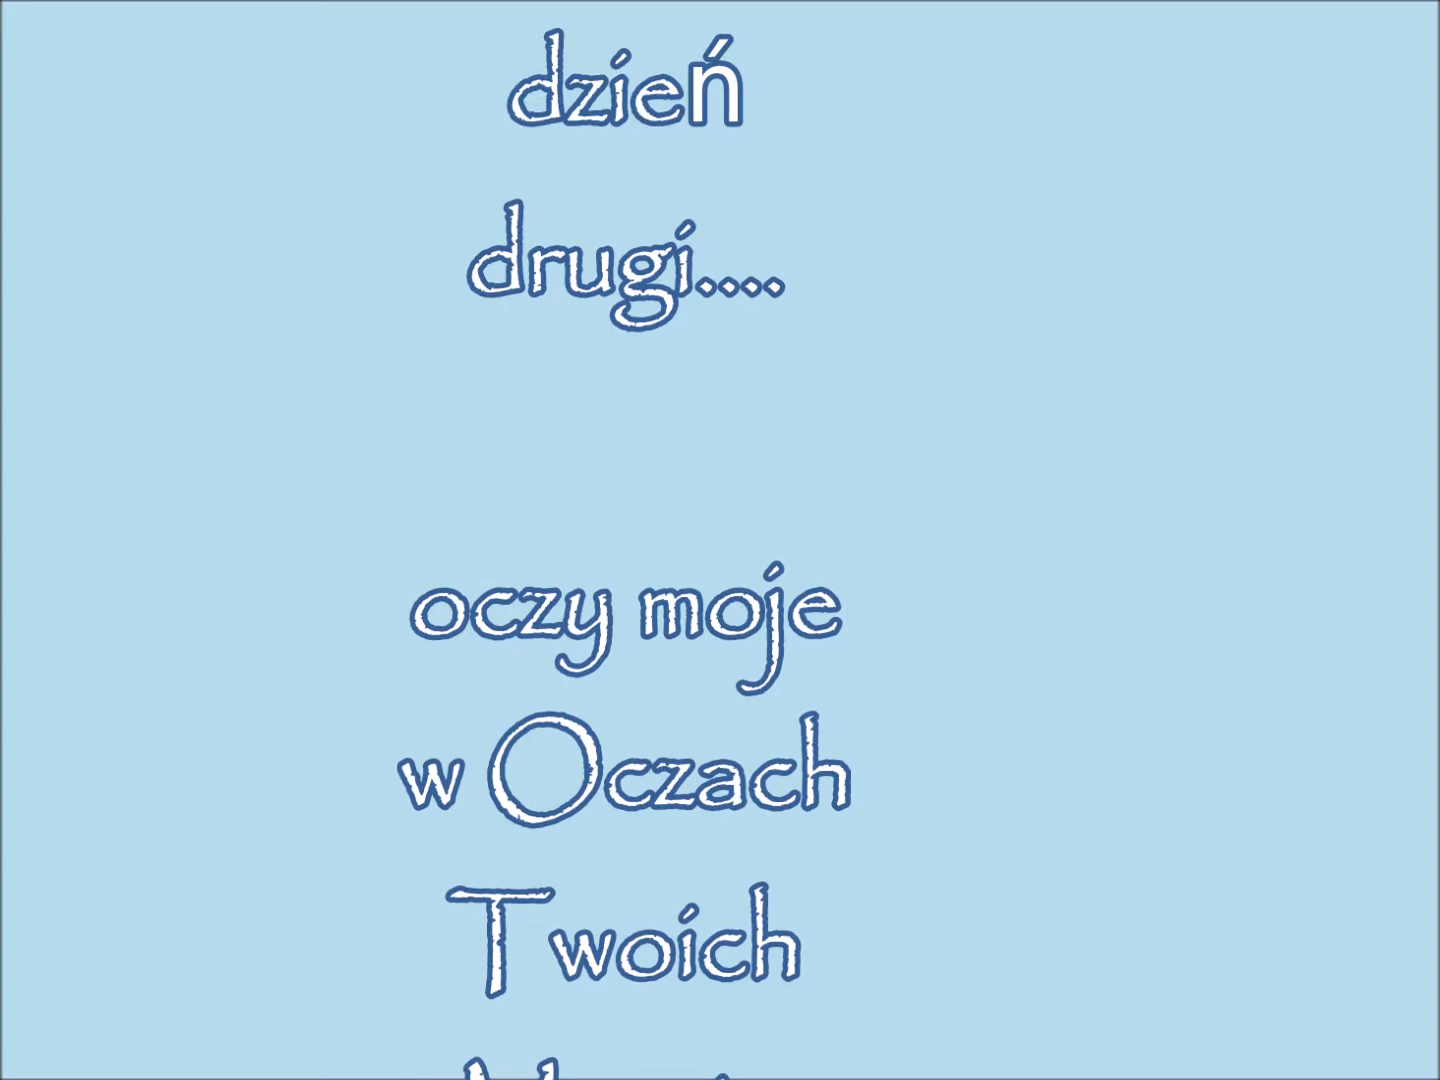 dzień
drugi....
oczy moje
w Oczach
Twoich